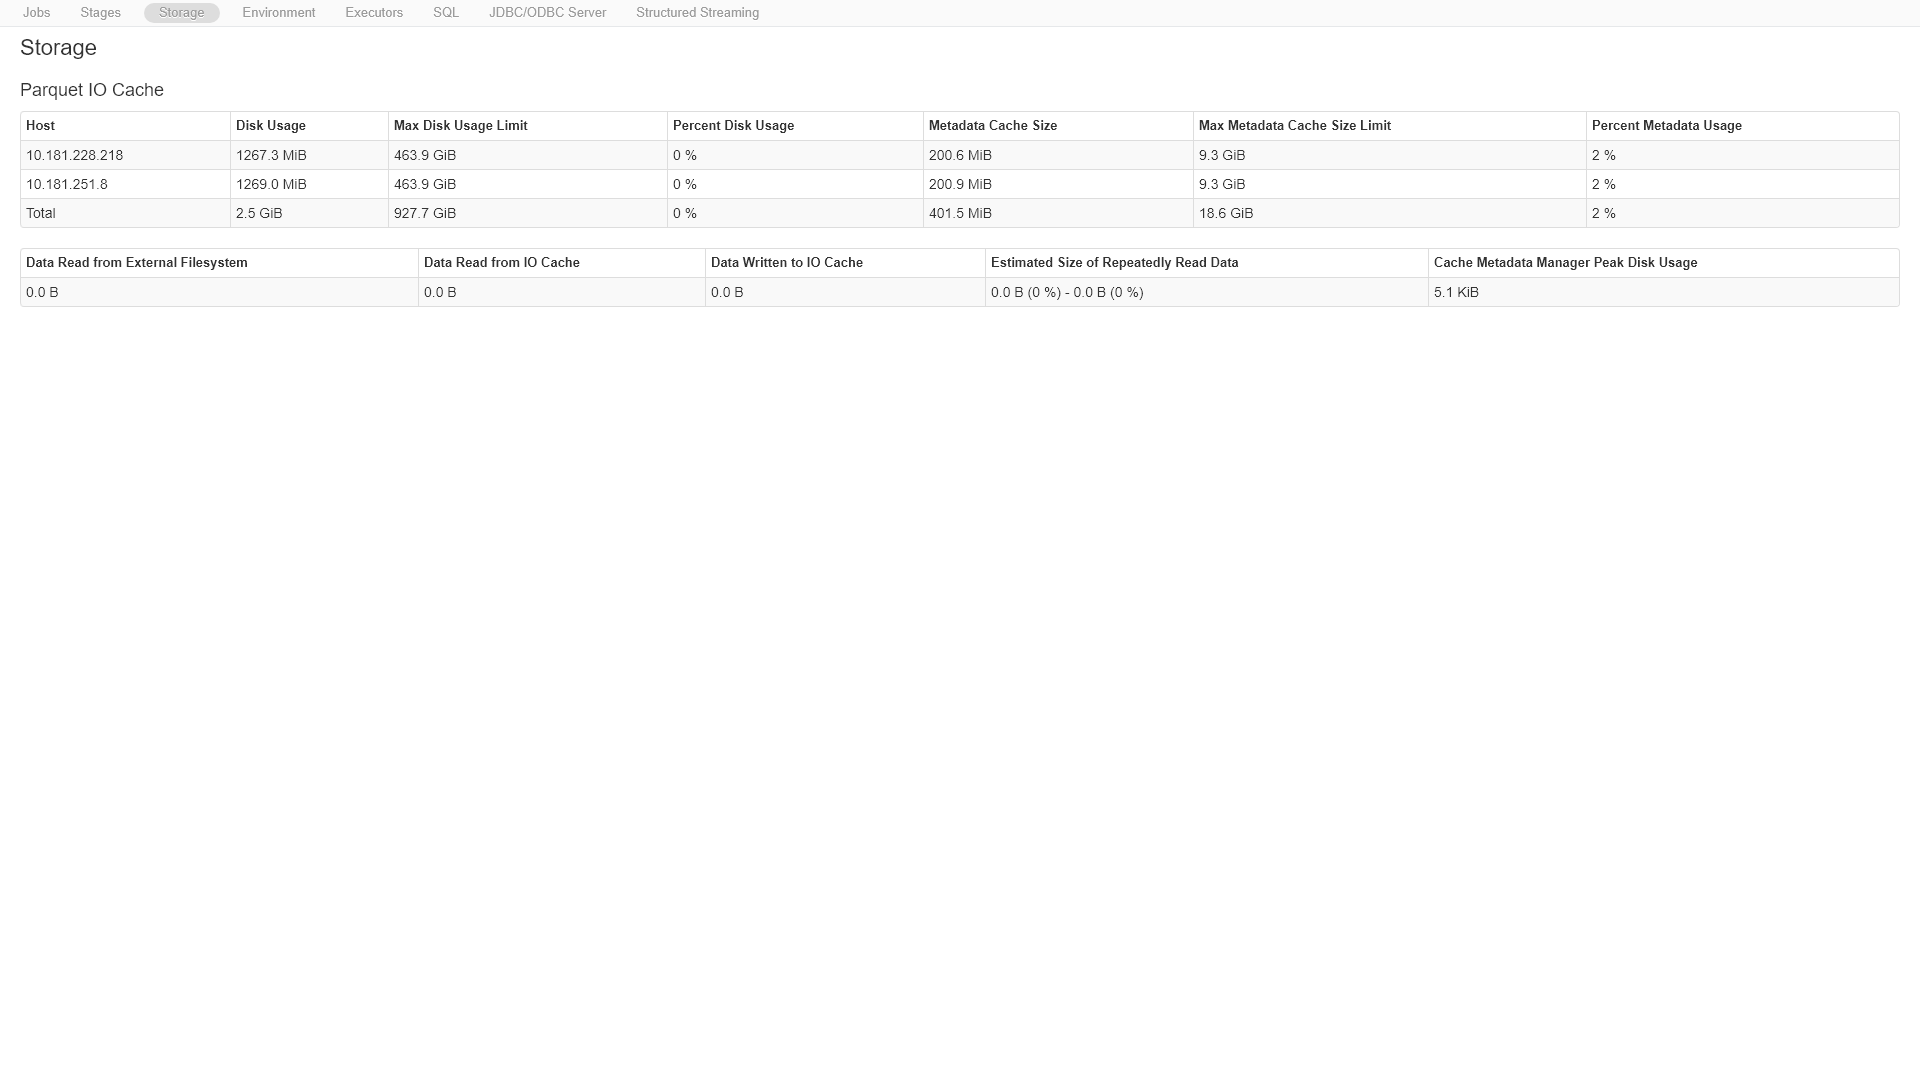 Jobs Stages Storage Environment Executors SQL JDBC/ODBC Server Structured Streaming
Storage
Parquet IO Cache
Host Disk Usage Max Disk Usage Limit Percent Disk Usage Metadata Cache Size Max Metadata Cache Size Limit Percent Metadata Usage
10.181.228.218 1267.3 MiB 463.9 GiB 0 % 200.6 MiB 9.3 GiB 2 %
10.181.251.8 1269.0 MiB 463.9 GiB 0 % 200.9 MiB 9.3 GiB 2 %
Total 2.5 GiB 927.7 GiB 0 % 401.5 MiB 18.6 GiB 2 %
Data Read from External Filesystem Data Read from IO Cache Data Written to IO Cache Estimated Size of Repeatedly Read Data Cache Metadata Manager Peak Disk Usage
0.0 B 0.0 B 0.0 B 0.0 B (0 %) - 0.0 B (0 %) 5.1 KiB